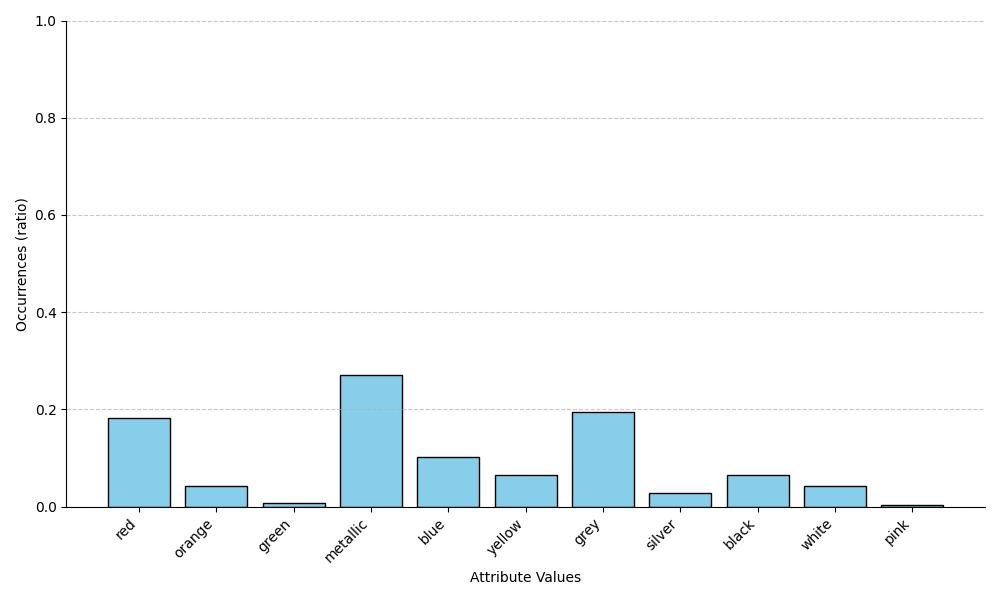 1.0
0.8
0.6
0.4
0.2
0.0
Occurrences (ratio)
red
orange
green
metallic
blue
yellow
grey
silver
black
white
pink
Attribute Values